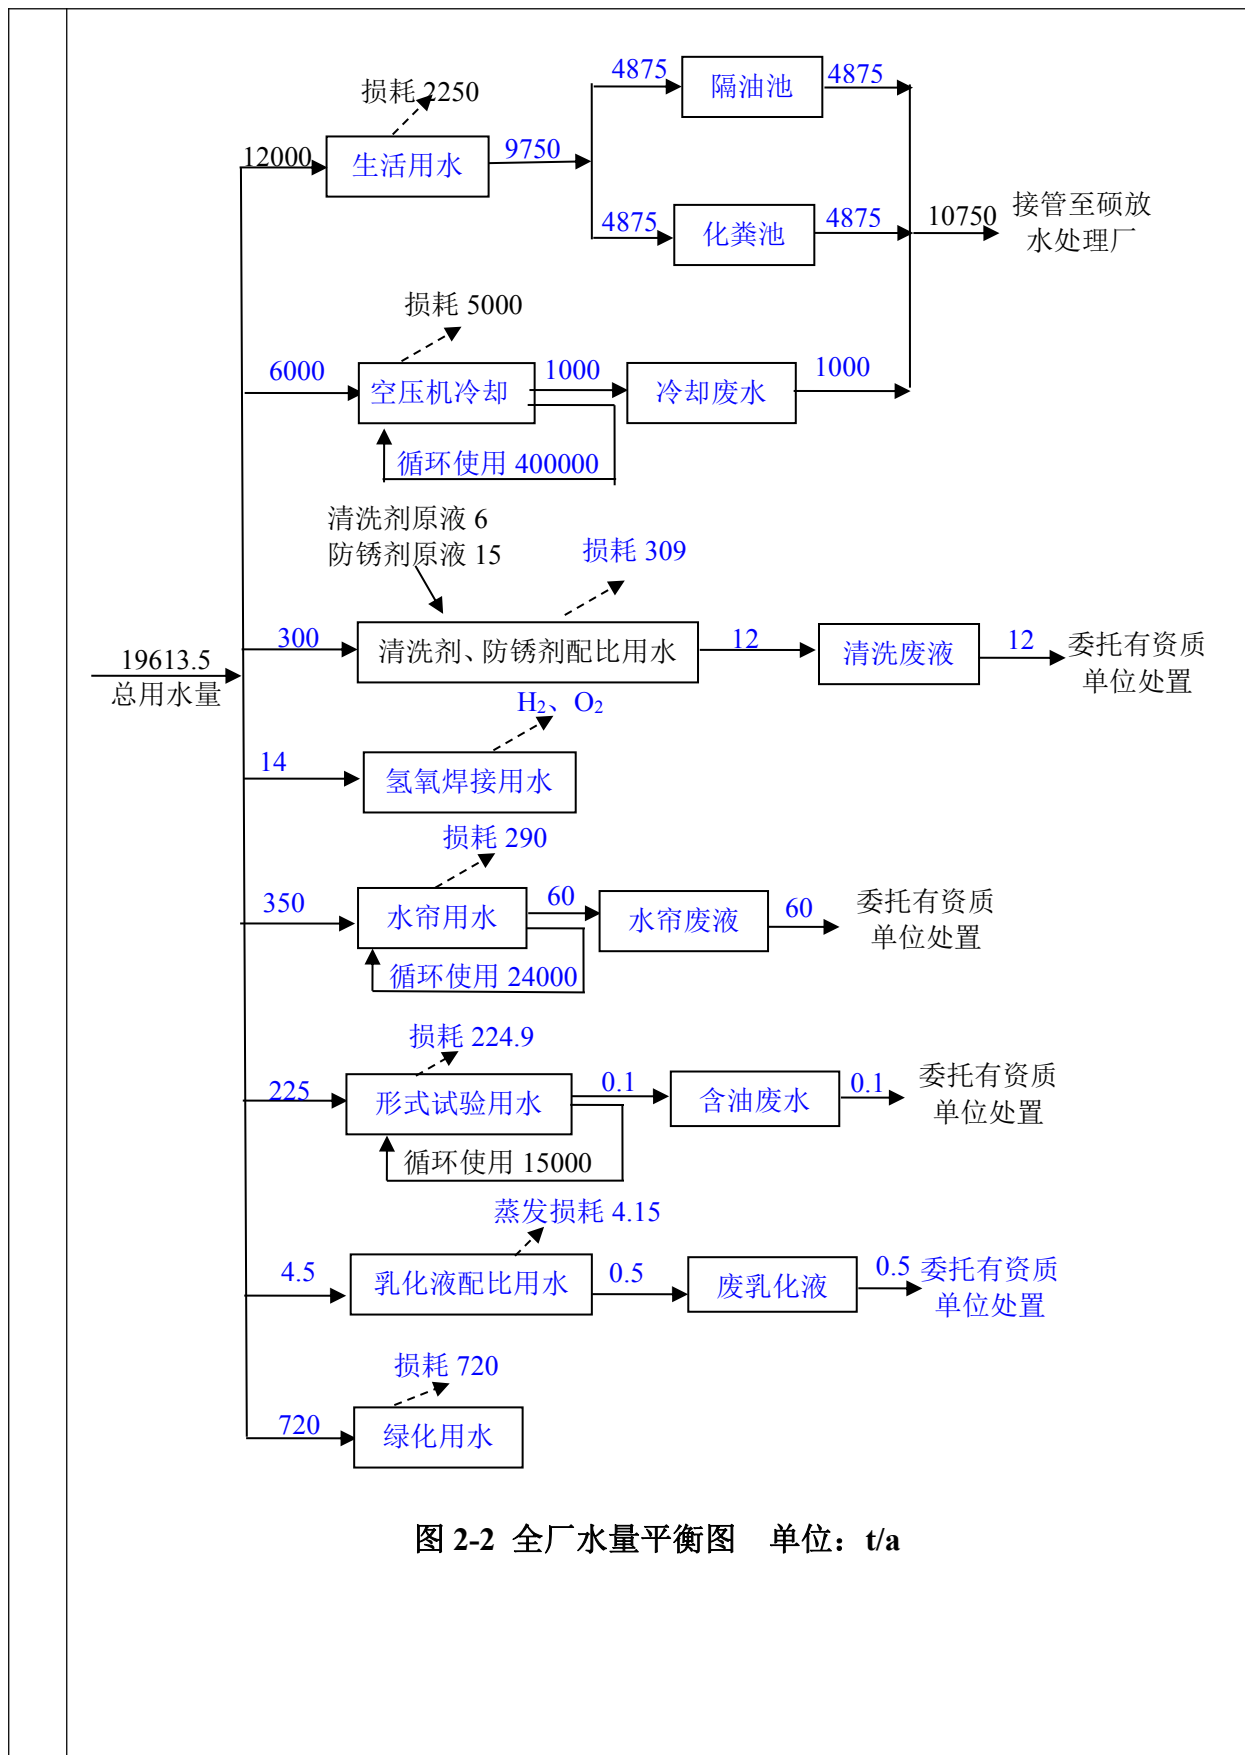 损耗 2250
12000
生活用水
9750
4875
隔油池
4875
4875
化粪池
4875
10750
接管至硕放
水处理厂
损耗 5000
6000
空压机冷却
1000
冷却废水
1000
循环使用 400000
清洗剂原液 6
防锈剂原液 15
损耗 309
300
清洗剂、防锈剂配比用水
12
清洗废液
12
委托有资质
单位处置
19613.5
总用水量
H₂、O₂
14
氢氧焊接用水
损耗 290
350
水帘用水
60
水帘废液
60
委托有资质
单位处置
循环使用 24000
损耗 224.9
225
形式试验用水
0.1
含油废水
0.1
委托有资质
单位处置
循环使用 15000
蒸发损耗 4.15
4.5
乳化液配比用水
0.5
废乳化液
0.5
委托有资质
单位处置
损耗 720
720
绿化用水
图 2-2 全厂水量平衡图 单位：t/a